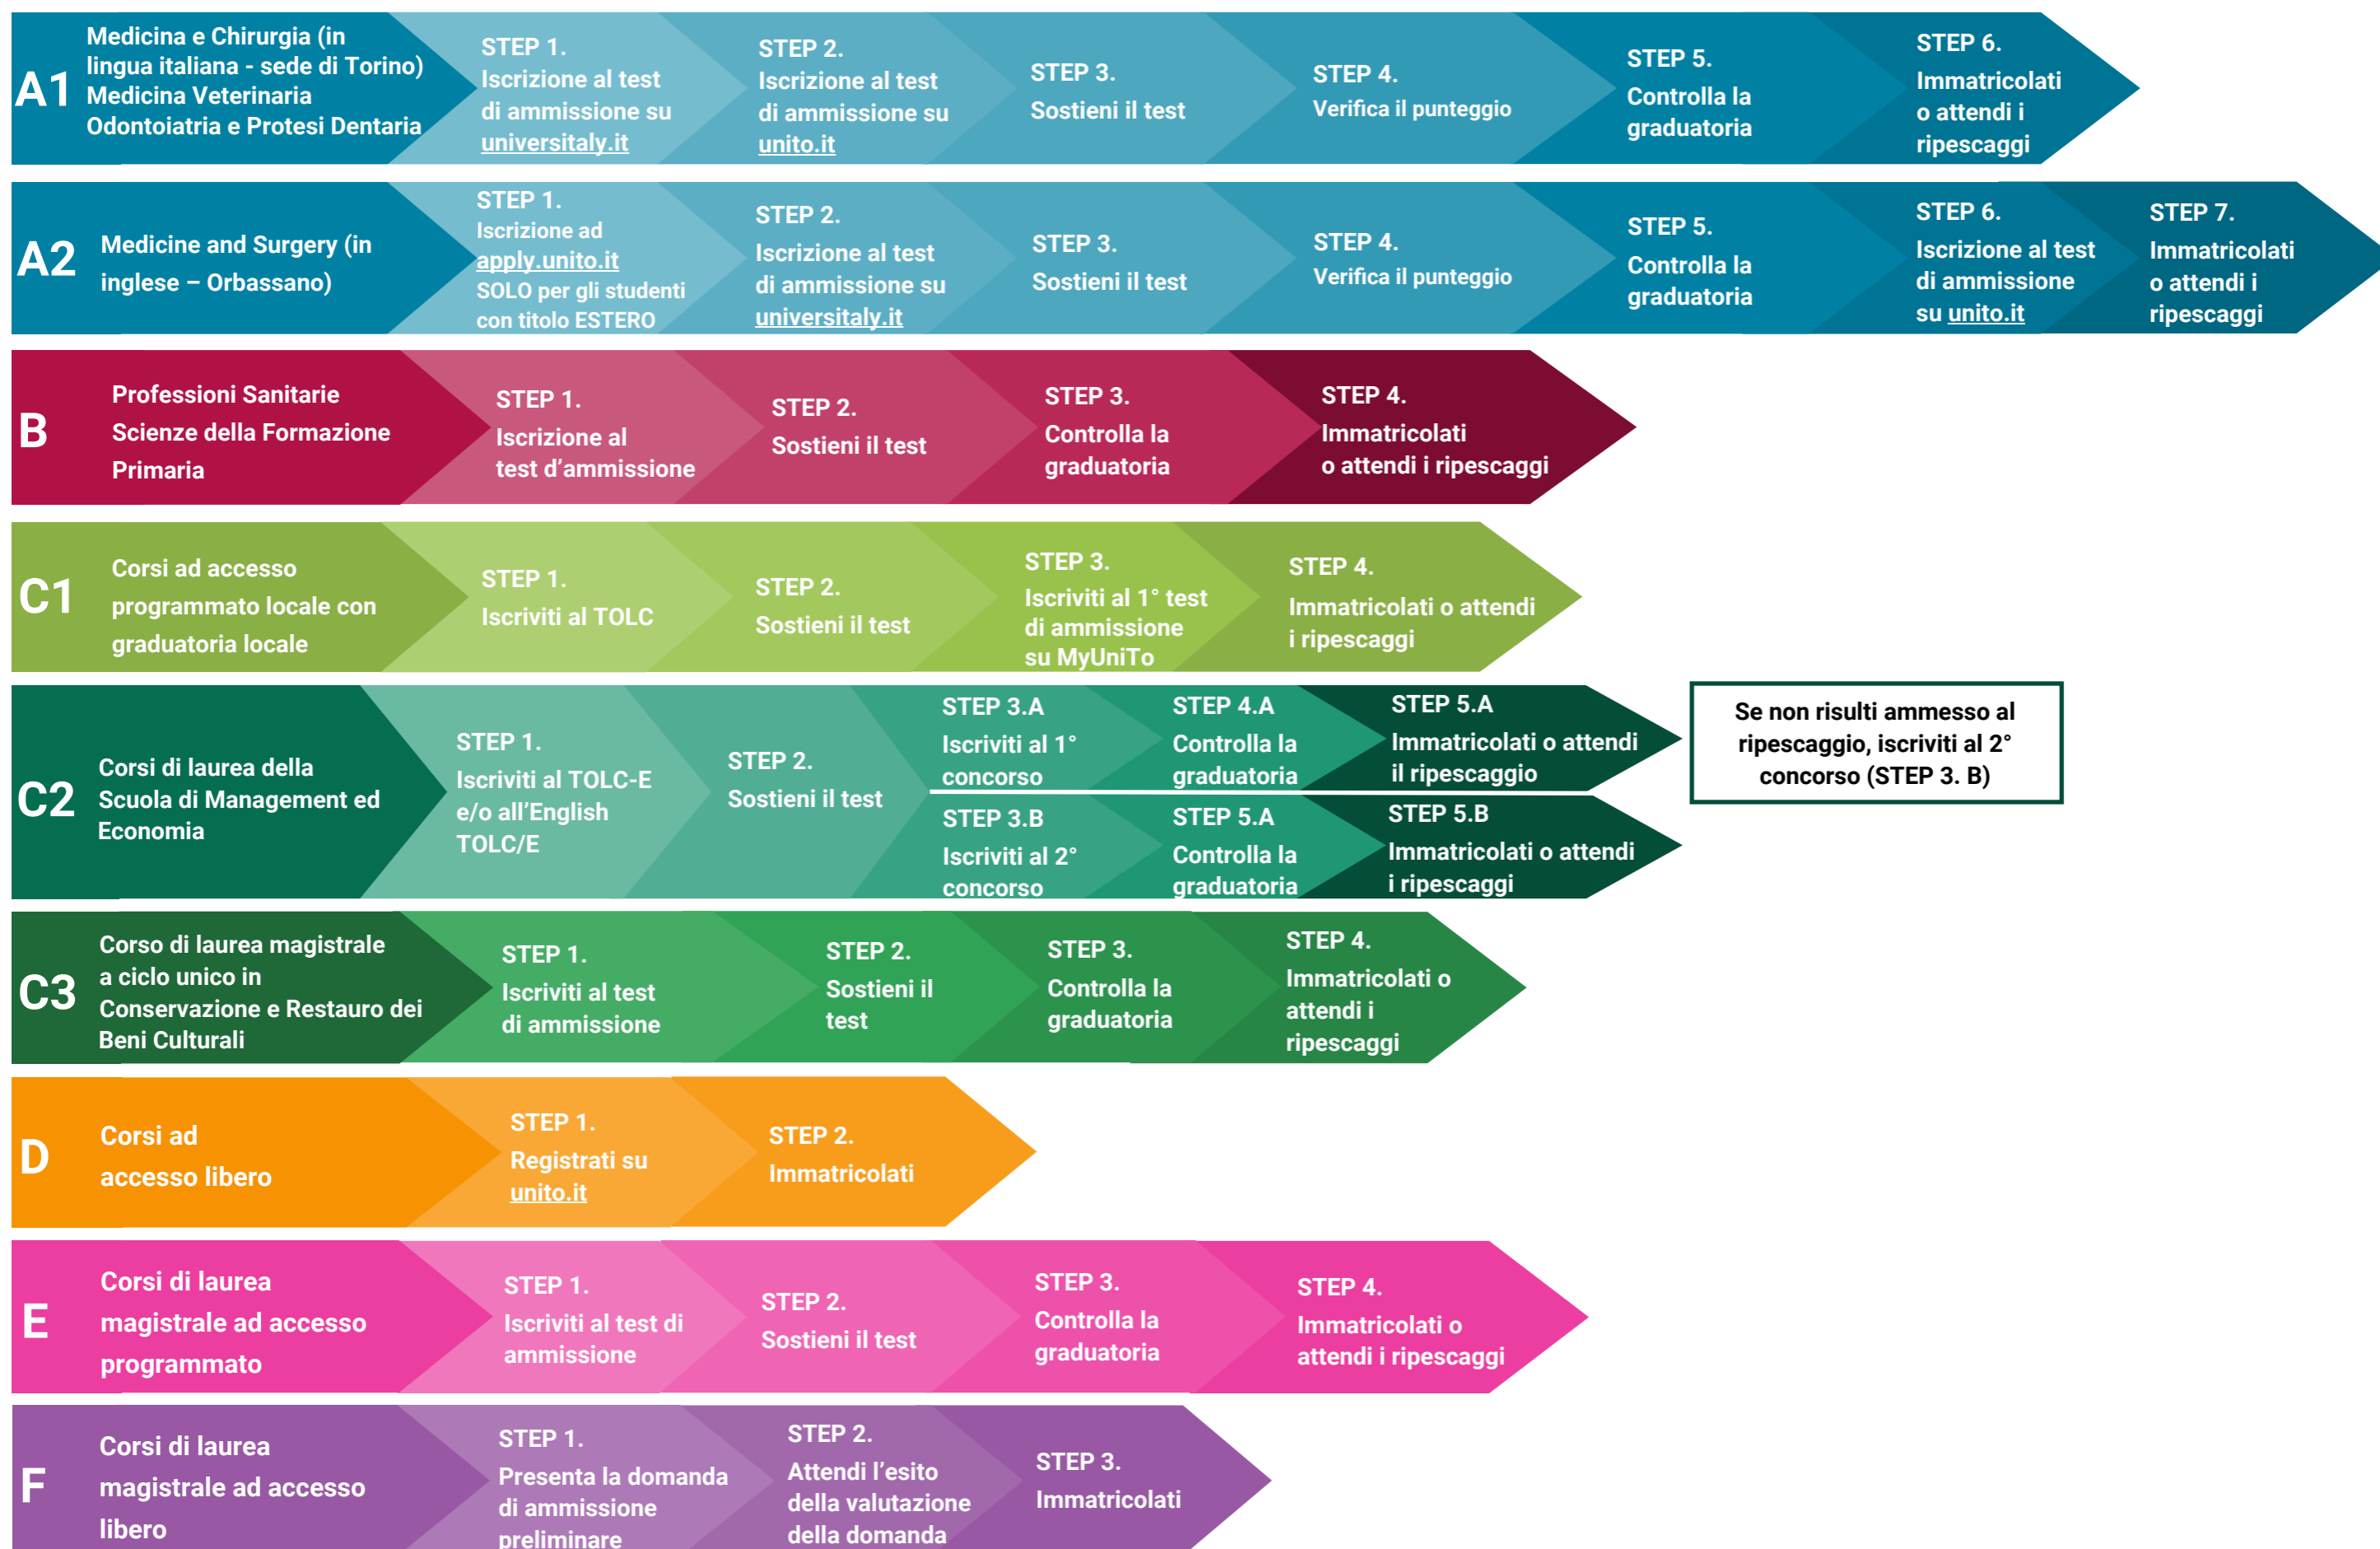 A1
Medicina e Chirurgia (in
lingua italiana - sede di Torino)
Medicina Veterinaria
Odontoiatria e Protesi Dentaria
STEP 1.
Iscrizione al test
di ammissione su
universitaly.it
STEP 2.
Iscrizione al test
di ammissione su
unito.it
STEP 3.
Sostieni il test
STEP 4.
Verifica il punteggio
STEP 5.
Controlla la
graduatoria
STEP 6.
Immatricolati
o attendi i
ripescaggi
A2
Medicine and Surgery (in
inglese – Orbassano)
STEP 1.
Iscrizione ad
apply.unito.it
SOLO per gli studenti
con titolo ESTERO
STEP 2.
Iscrizione al test
di ammissione su
universitaly.it
STEP 3.
Sostieni il test
STEP 4.
Verifica il punteggio
STEP 5.
Controlla la
graduatoria
STEP 6.
Iscrizione al test
di ammissione
su unito.it
STEP 7.
Immatricolati
o attendi i
ripescaggi
B
Professioni Sanitarie
Scienze della Formazione
Primaria
STEP 1.
Iscrizione al
test d’ammissione
STEP 2.
Sostieni il test
STEP 3.
Controlla la
graduatoria
STEP 4.
Immatricolati
o attendi i ripescaggi
C1
Corsi ad accesso
programmato locale con
graduatoria locale
STEP 1.
Iscriviti al TOLC
STEP 2.
Sostieni il test
STEP 3.
Iscriviti al 1° test
di ammissione
su MyUniTo
STEP 4.
Immatricolati o attendi
i ripescaggi
C2
Corsi di laurea della
Scuola di Management ed
Economia
STEP 1.
Iscriviti al TOLC-E
e/o all’English
TOLC/E
STEP 2.
Sostieni il test
STEP 3.A
Iscriviti al 1°
concorso
STEP 4.A
Controlla la
graduatoria
STEP 5.A
Immatricolati o attendi
il ripescaggio
Se non risulti ammesso al
ripescaggio, iscriviti al 2°
concorso (STEP 3. B)
STEP 3.B
Iscriviti al 2°
concorso
STEP 5.A
Controlla la
graduatoria
STEP 5.B
Immatricolati o attendi
i ripescaggi
C3
Corso di laurea magistrale
a ciclo unico in
Conservazione e Restauro dei
Beni Culturali
STEP 1.
Iscriviti al test
di ammissione
STEP 2.
Sostieni il
test
STEP 3.
Controlla la
graduatoria
STEP 4.
Immatricolati o
attendi i
ripescaggi
D
Corsi ad
accesso libero
STEP 1.
Registrati su
unito.it
STEP 2.
Immatricolati
E
Corsi di laurea
magistrale ad accesso
programmato
STEP 1.
Iscriviti al test di
ammissione
STEP 2.
Sostieni il test
STEP 3.
Controlla la
graduatoria
STEP 4.
Immatricolati o
attendi i ripescaggi
F
Corsi di laurea
magistrale ad accesso
libero
STEP 1.
Presenta la domanda
di ammissione
preliminare
STEP 2.
Attendi l’esito
della valutazione
della domanda
STEP 3.
Immatricolati